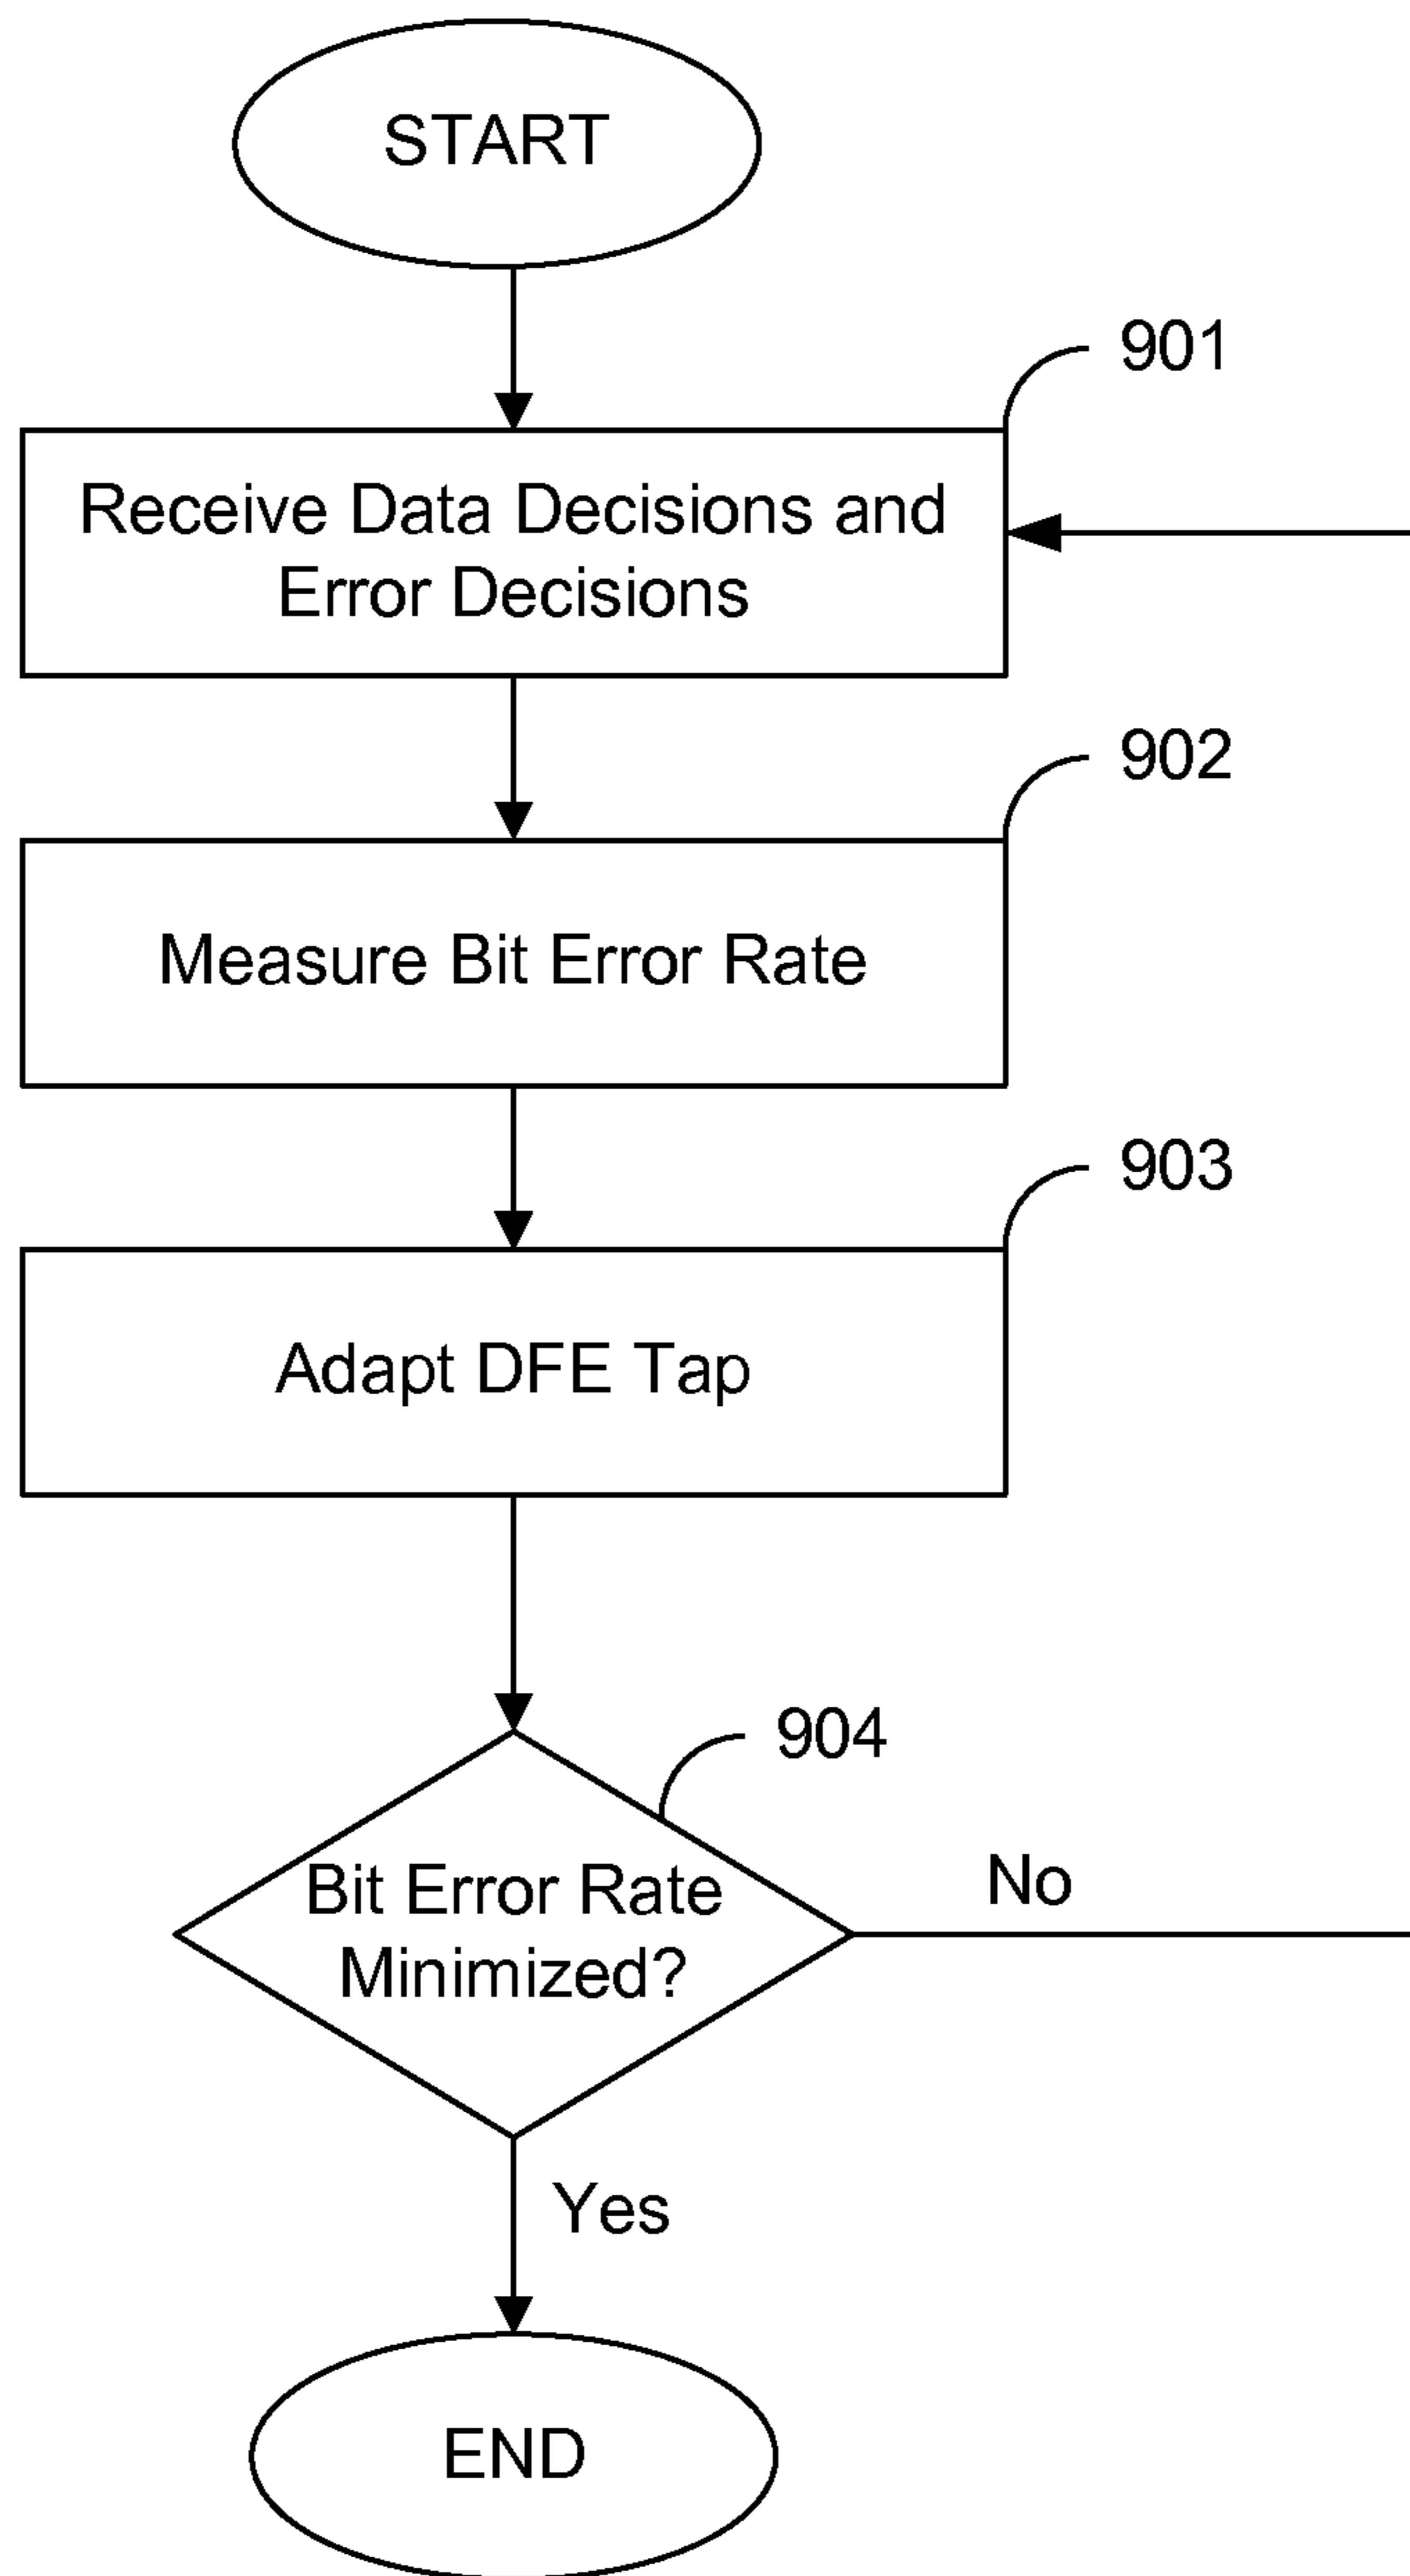 START
901
Receive Data Decisions and
Error Decisions
902
Measure Bit Error Rate
903
Adapt DFE Tap
904
Bit Error Rate
Minimized?
No
Yes
END